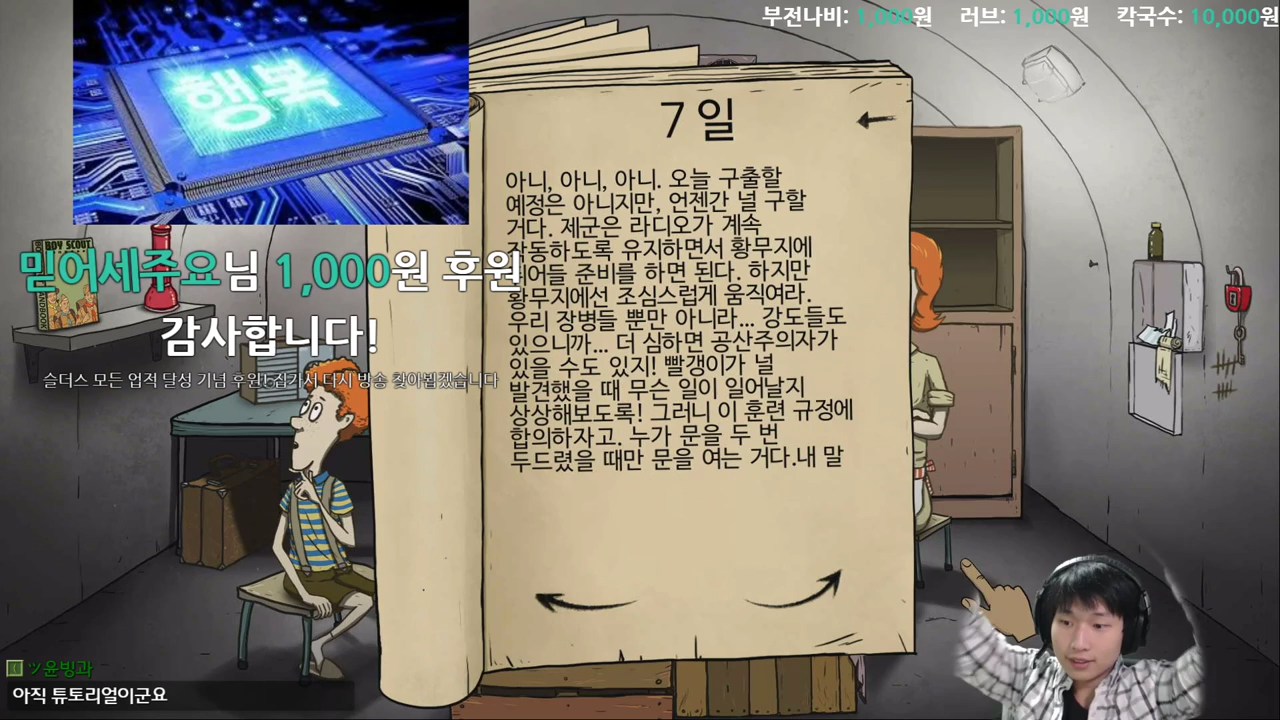 부전나비: 1,000원 러브: 1,000원 칵국수: 10,000원
행복
BOY SCOUT
믿어세주요님 1,000원 후원
감사합니다!
7일
아니, 아니, 아니. 오늘 구출할
예정은 아니지만, 언젠간 널 구할
거다. 제군은 라디오가 계속
작동하도록 유지하면서 황무지에
준비를 하면 된다. 하지만
황무지에선 조심스럽게 움직여라.
우리 장병들 뿐만 아니라... 강도들도
있으니까... 더 심하면 공산주의자가
있을 수도 있지! 빨갱이가 널
발견했을 때 무슨 일이 일어날지
상상해보도록! 그러니 이 훈련 규정에
합의하자고. 누가 문을 두 번
두드렸을 때만 문을 여는 거다.내 말
슬더스 모든 업적 달성 기념 후원! 집가서 다시 방송 찾아뵙겠습니다
ツ윤빙과
아직 튜토리얼이군요